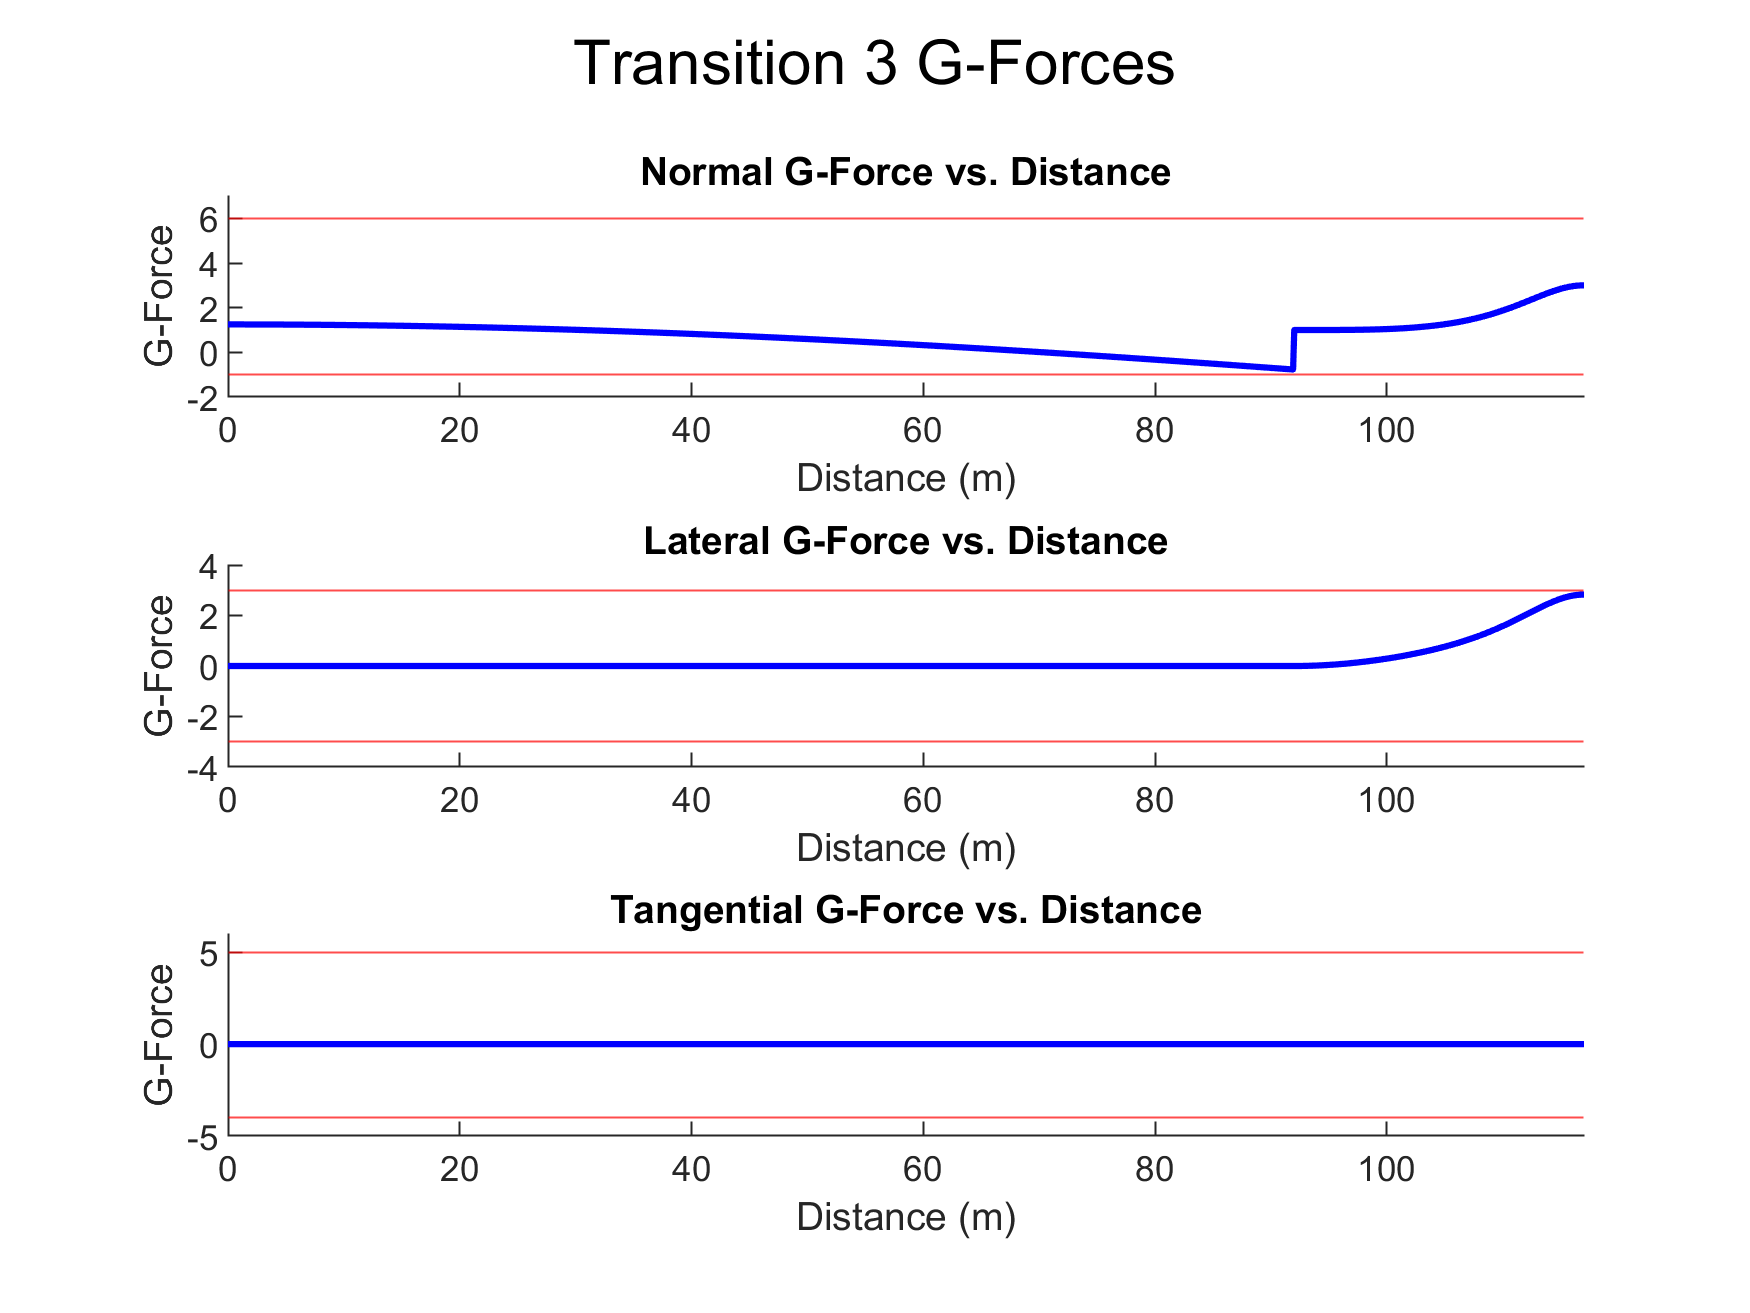 Transition 3 G-Forces
Normal G-Force vs. Distance
G-Force
6
4
2
0
-2
0 20 40 60 80 100
Distance (m)
Lateral G-Force vs. Distance
G-Force
4
2
0
-2
-4
0 20 40 60 80 100
Distance (m)
Tangential G-Force vs. Distance
G-Force
5
0
-5
0 20 40 60 80 100
Distance (m)